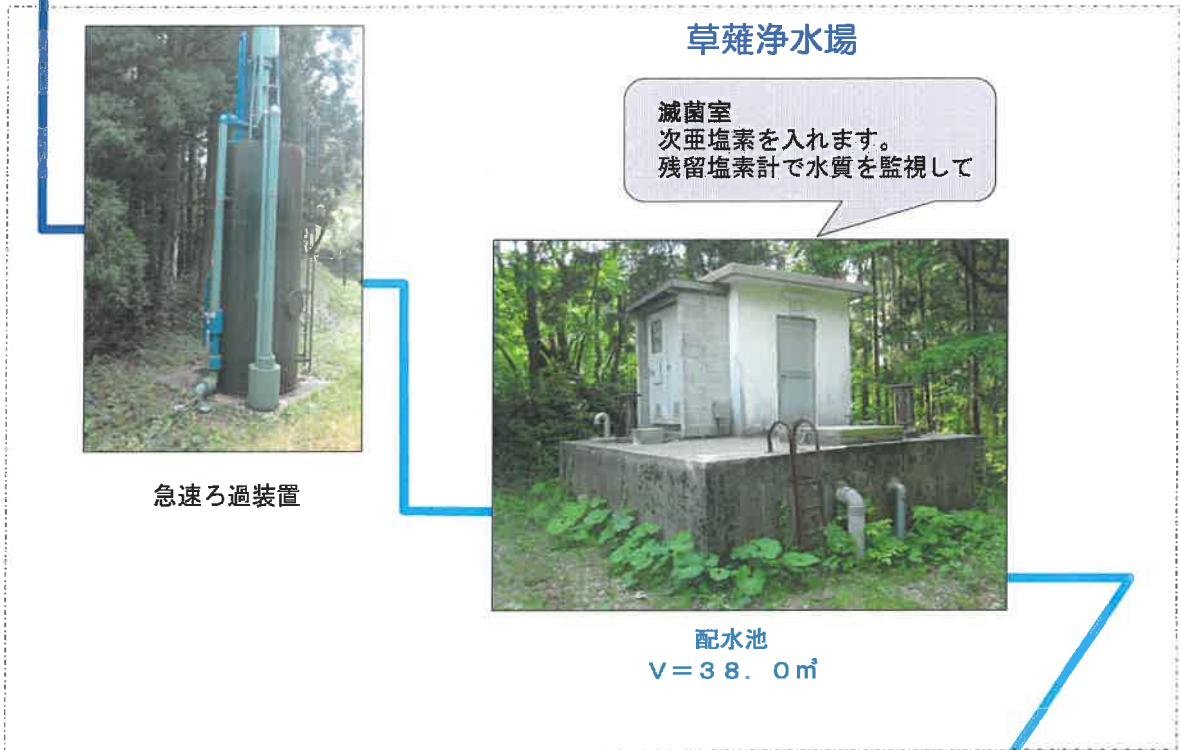 草薙浄水場
滅菌室
次亜塩素を入れます。
残留塩素計で水質を監視して
急速ろ過装置
配水池
V=38.0㎥